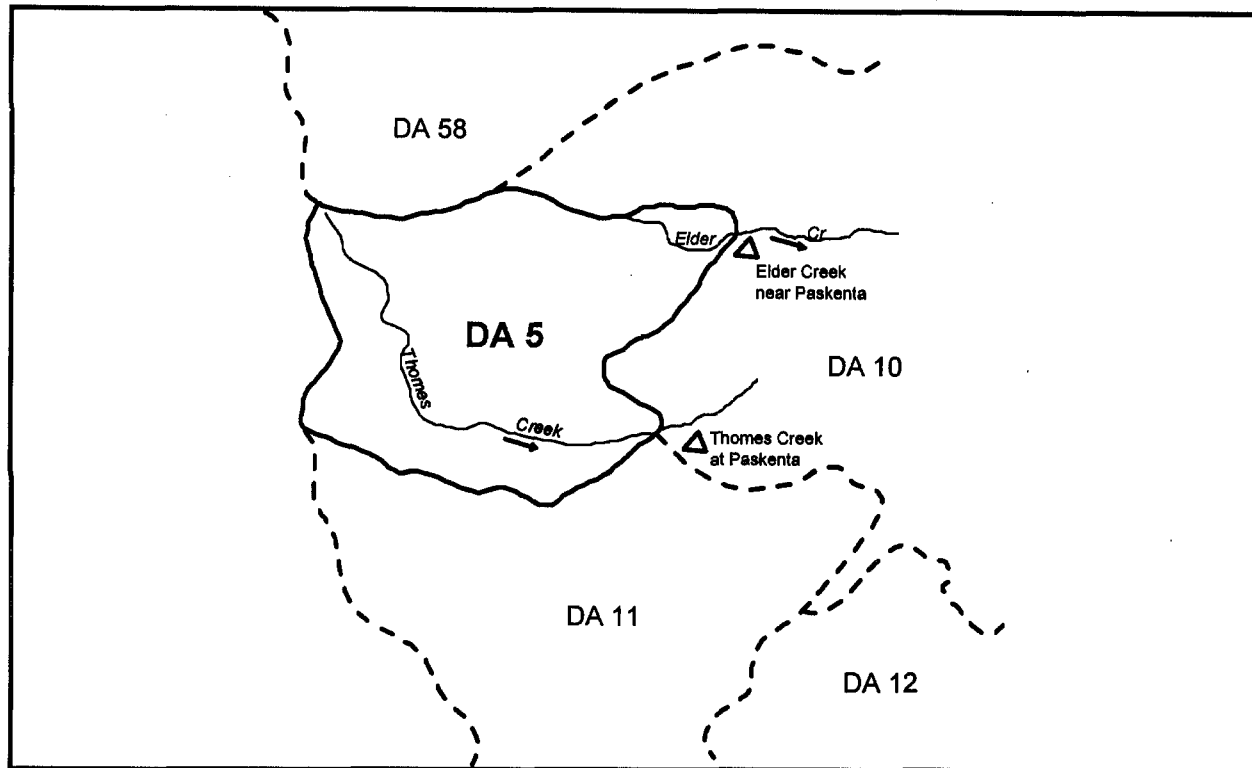 DA 58
Elder
Cr
Elder Creek
near Paskenta
DA 5
DA 10
Thomes
Creek
Thomes Creek
at Paskenta
DA 11
DA 12